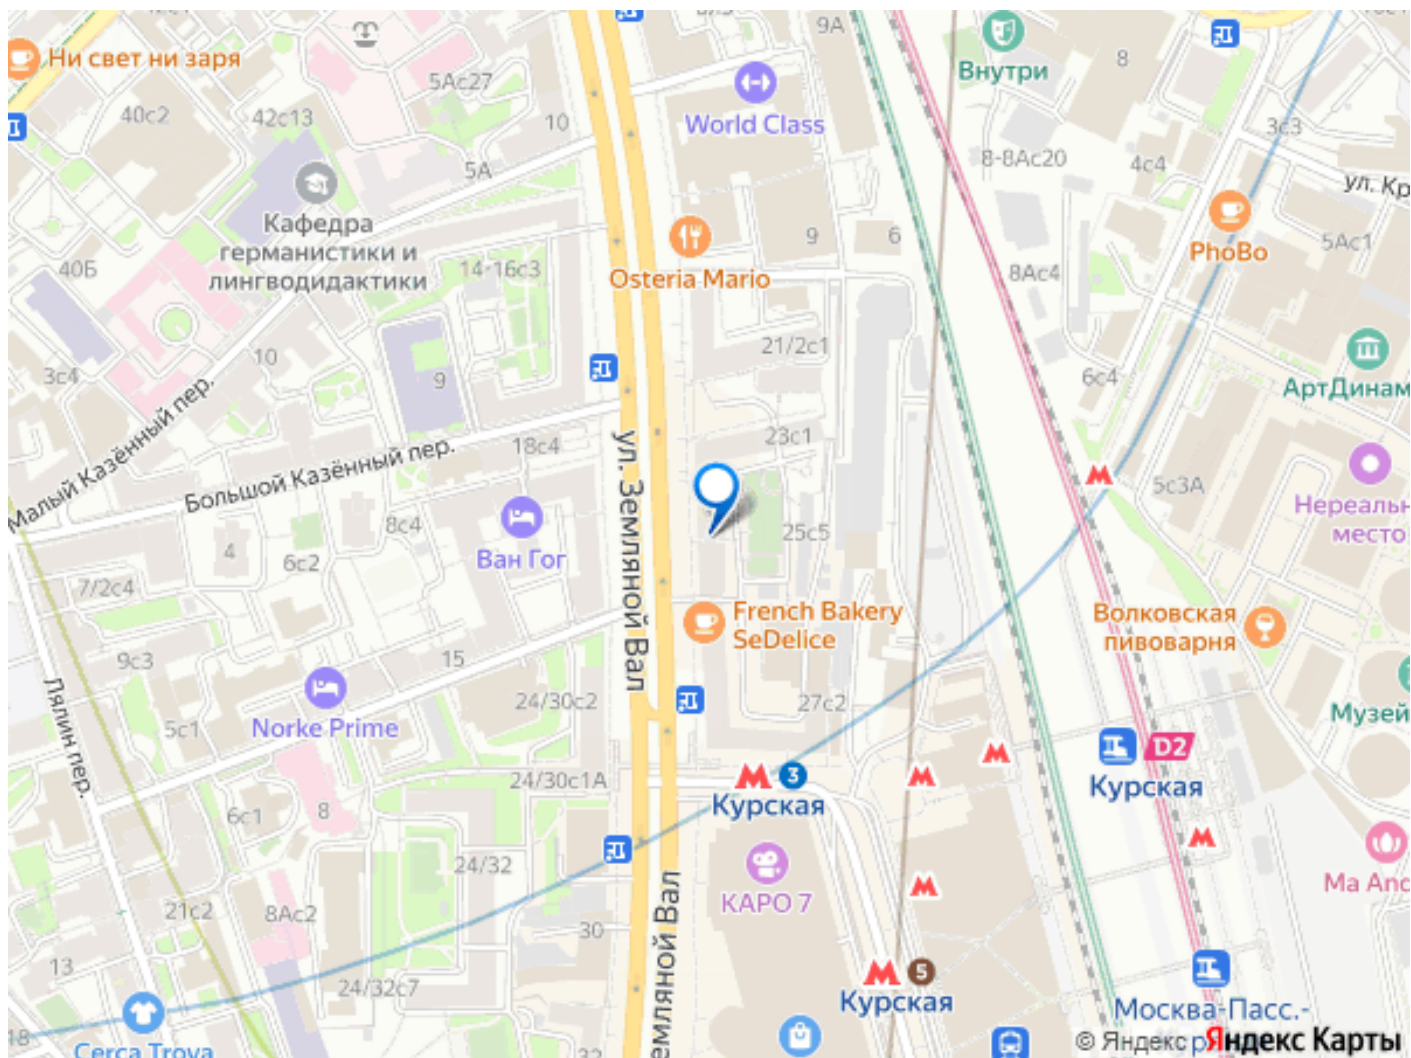 9А
Внутри
8
Ни свет ни заря
5Ас27
World Class
40с2
42с13
10
3с3
8-8Ас20
4с4
5А
ул. Кр
Кафедра
германистики и
лингводидактики
PhoBo
5Ас1
9
6
40Б
14-16с3
Osteria Mario
8Ас4
21/2с1
10
3с4
9
6с4
АртДинам
Малый Казённый пер.
18с4
23с1
ул. Земляной Вал
Большой Казённый пер.
5с3А
Нереальн
место
8с4
4
6с2
Ван Гог
25с5
7/2с4
French Bakery
SeDelice
Волковская
пивоварня
9с3
15
Лялин пер.
24/30с2
27с2
5с1
Norke Prime
Музей
D2
Курская
24/30с1А
3
Курская
6с1
8
24/32
КАРО 7
Ma Anc
21с2
8Ас2
Земляной Вал
30
13
24/32с7
5
Курская
Москва-Пасс.-
18
Cerca Trova
32
© Яндекс
Яндекс Карты